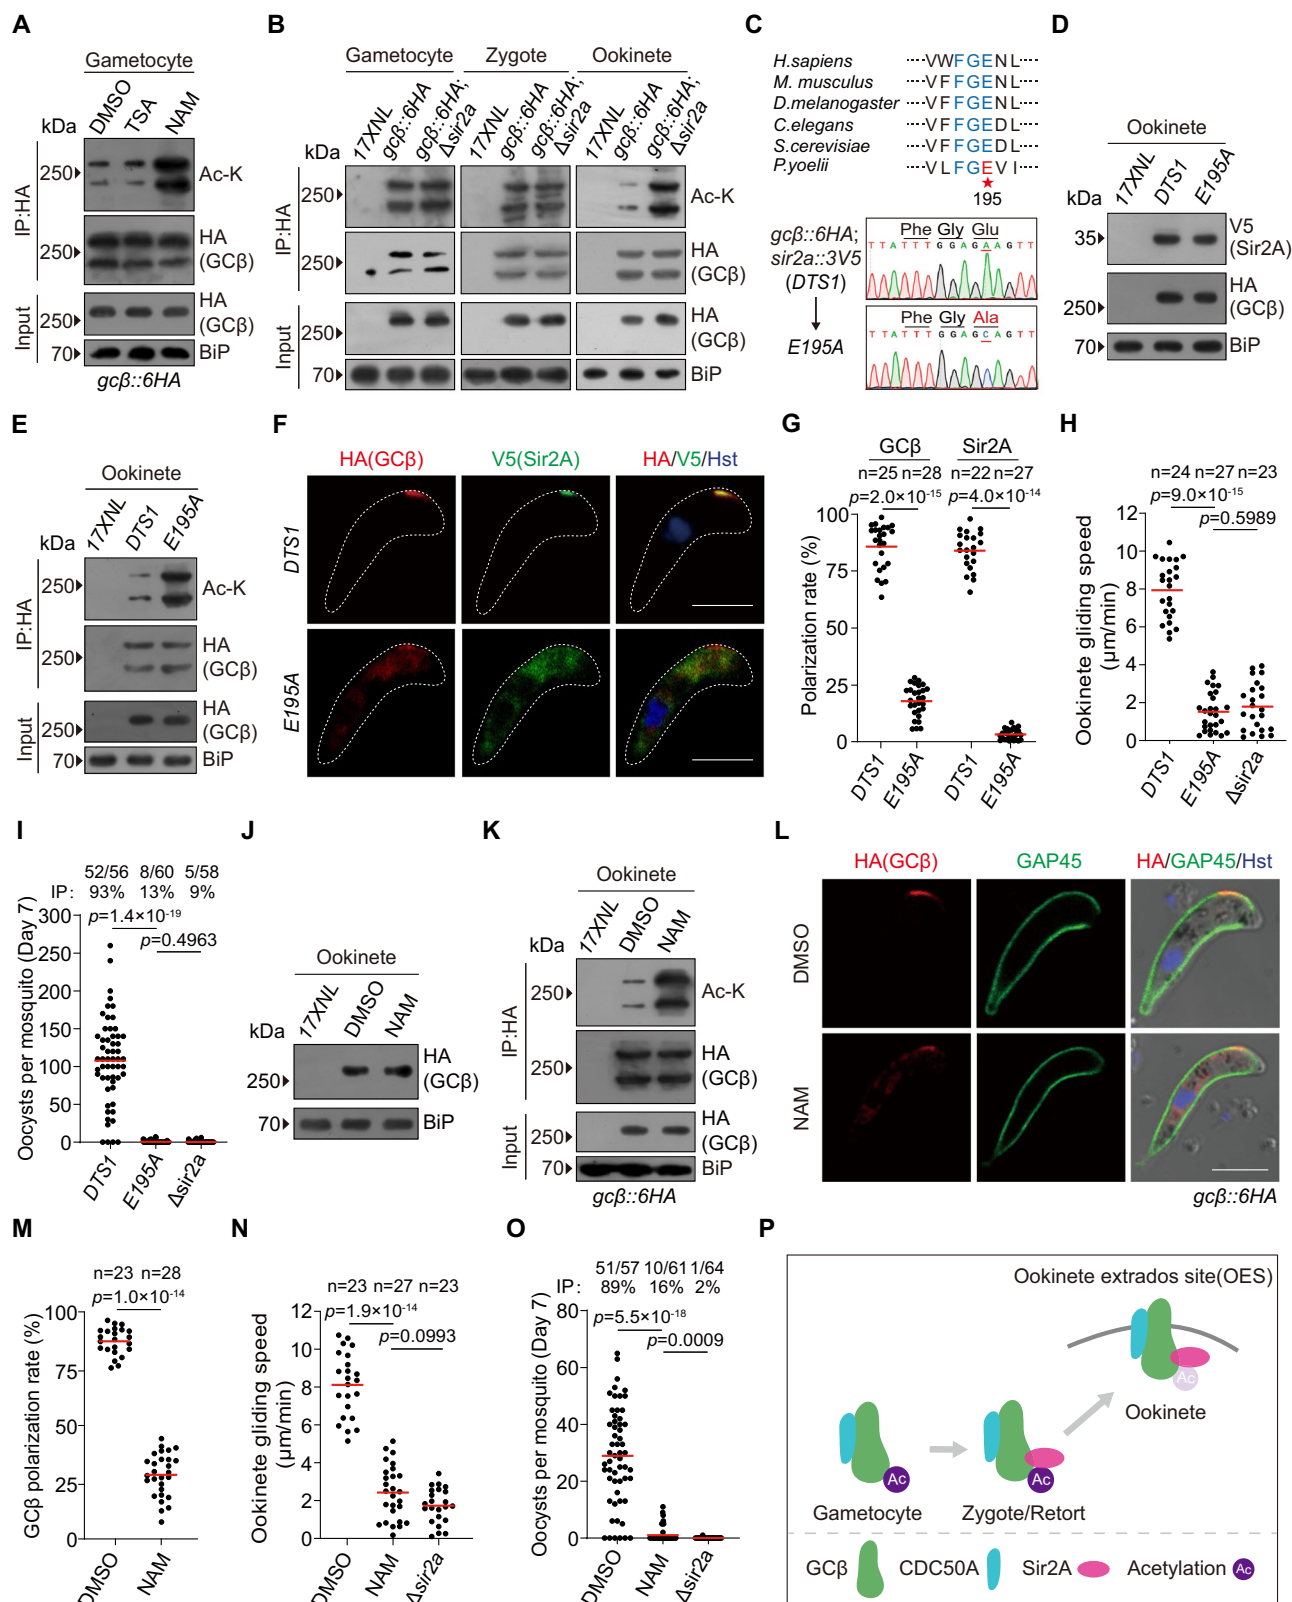 A
Gametocyte
DMSO
TSA
NAM
kDa
IP:HA
250
Ac-K
250
HA
(GCβ)
Input
250
HA
(GCβ)
70
BiP
gcβ::6HA
B
Gametocyte
Zygote
Ookinete
17XNL
gcβ::6HA
gcβ::6HA;
Δsir2a
17XNL
gcβ::6HA
gcβ::6HA;
Δsir2a
17XNL
gcβ::6HA
gcβ::6HA;
Δsir2a
kDa
IP:HA
250
Ac-K
250
HA
(GCβ)
Input
250
HA
(GCβ)
70
BiP
C
H.sapiens VWFGENL
M. musculus VFFGENL
D.melanogaster VFFGENL
C.elegans VFFGEDL
S.cerevisiae VFFGEDL
P.yoelii VLFGEVI
195
gcβ::6HA;
sir2a::3V5
(DTS1)
Phe Gly Glu
TTATTTGGAGAAGTT
E195A
Phe Gly Ala
TTATTTGGAGCAGTT
D
Ookinete
17XNL
DTS1
E195A
kDa
35
V5
(Sir2A)
250
HA
(GCβ)
70
BiP
E
Ookinete
17XNL
DTS1
E195A
kDa
IP:HA
250
Ac-K
250
HA
(GCβ)
Input
250
HA
(GCβ)
70
BiP
F
HA(GCβ)
V5(Sir2A)
HA/V5/Hst
DTS1
E195A
G
GCβ
Sir2A
n=25 n=28
n=22 n=27
p=2.0×10-15
p=4.0×10-14
Polarization rate (%)
100
75
50
25
0
DTS1
E195A
DTS1
E195A
H
n=24 n=27 n=23
p=9.0×10-15
p=0.5989
Ookinete gliding speed
(μm/min)
12
10
8
6
4
2
0
DTS1
E195A
Δsir2a
I
52/56 8/60 5/58
IP: 93% 13% 9%
p=1.4×10-19
p=0.4963
Oocysts per mosquito (Day 7)
300
250
200
150
100
50
0
DTS1
E195A
Δsir2a
J
Ookinete
17XNL
DMSO
NAM
kDa
250
HA
(GCβ)
70
BiP
K
Ookinete
17XNL
DMSO
NAM
kDa
IP:HA
250
Ac-K
250
HA
(GCβ)
Input
250
HA
(GCβ)
70
BiP
gcβ::6HA
L
HA(GCβ)
GAP45
HA/GAP45/Hst
DMSO
NAM
gcβ::6HA
M
n=23 n=28
p=1.0×10-14
GCβ polarization rate (%)
100
75
50
25
0
DMSO
NAM
N
n=23 n=27 n=23
p=1.9×10-14
p=0.0993
Ookinete gliding speed
(μm/min)
12
10
8
6
4
2
0
DMSO
NAM
Δsir2a
O
51/57 10/61 1/64
IP: 89% 16% 2%
p=5.5×10-18
p=0.0009
Oocysts per mosquito (Day 7)
80
60
40
20
0
DMSO
NAM
Δsir2a
P
Ookinete extrados site(OES)
Ac
Ookinete
Ac
Ac
Gametocyte
Zygote/Retort
GCβ
CDC50A
Sir2A
Acetylation
Ac